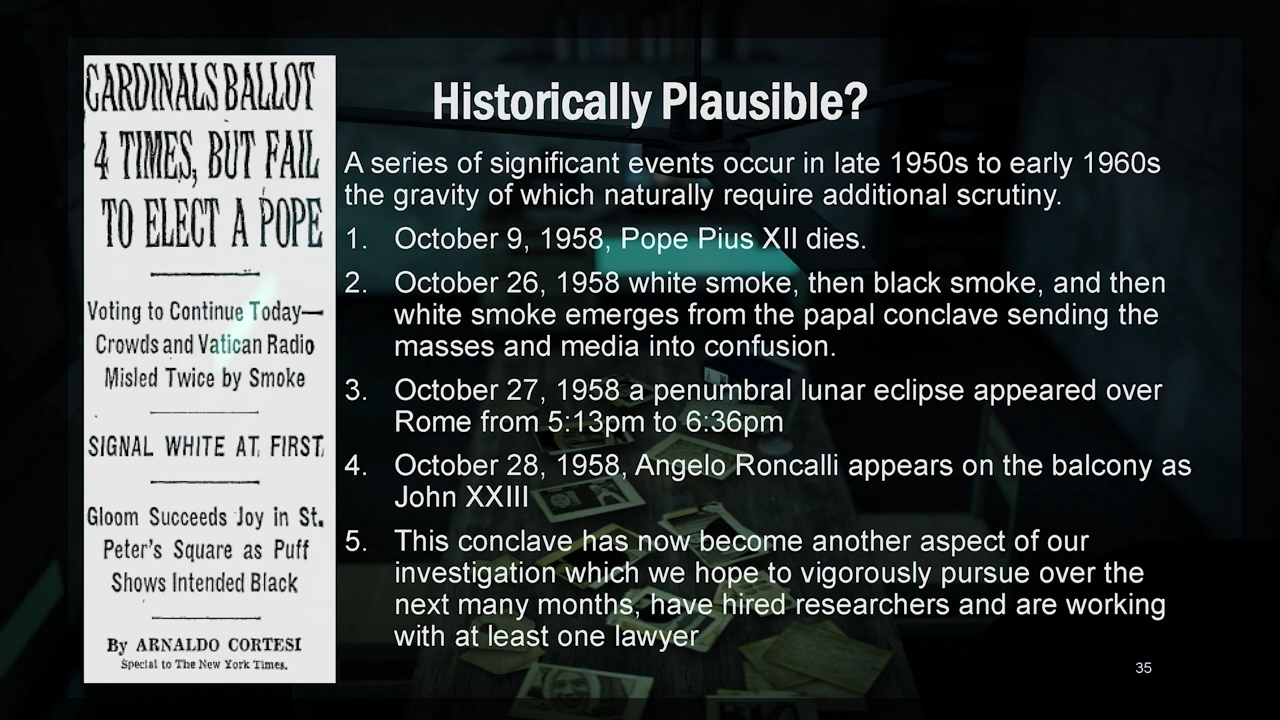 CARDINALS BALLOT
4 TIMES, BUT FAIL
TO ELECT A POPE
Voting to Continue Today—
Crowds and Vatican Radio
Misled Twice by Smoke
SIGNAL WHITE AT FIRST
Gloom Succeeds Joy in St.
Peter's Square as Puff
Shows Intended Black
By ARNALDO CORTESI
Special to The New York Times.
Historically Plausible?
A series of significant events occur in late 1950s to early 1960s
the gravity of which naturally require additional scrutiny.
1. October 9, 1958, Pope Pius XII dies.
2. October 26, 1958 white smoke, then black smoke, and then
white smoke emerges from the papal conclave sending the
masses and media into confusion.
3. October 27, 1958 a penumbral lunar eclipse appeared over
Rome from 5:13pm to 6:36pm
4. October 28, 1958, Angelo Roncalli appears on the balcony as
John XXIII
5. This conclave has now become another aspect of our
investigation which we hope to vigorously pursue over the
next many months, have hired researchers and are working
with at least one lawyer
35